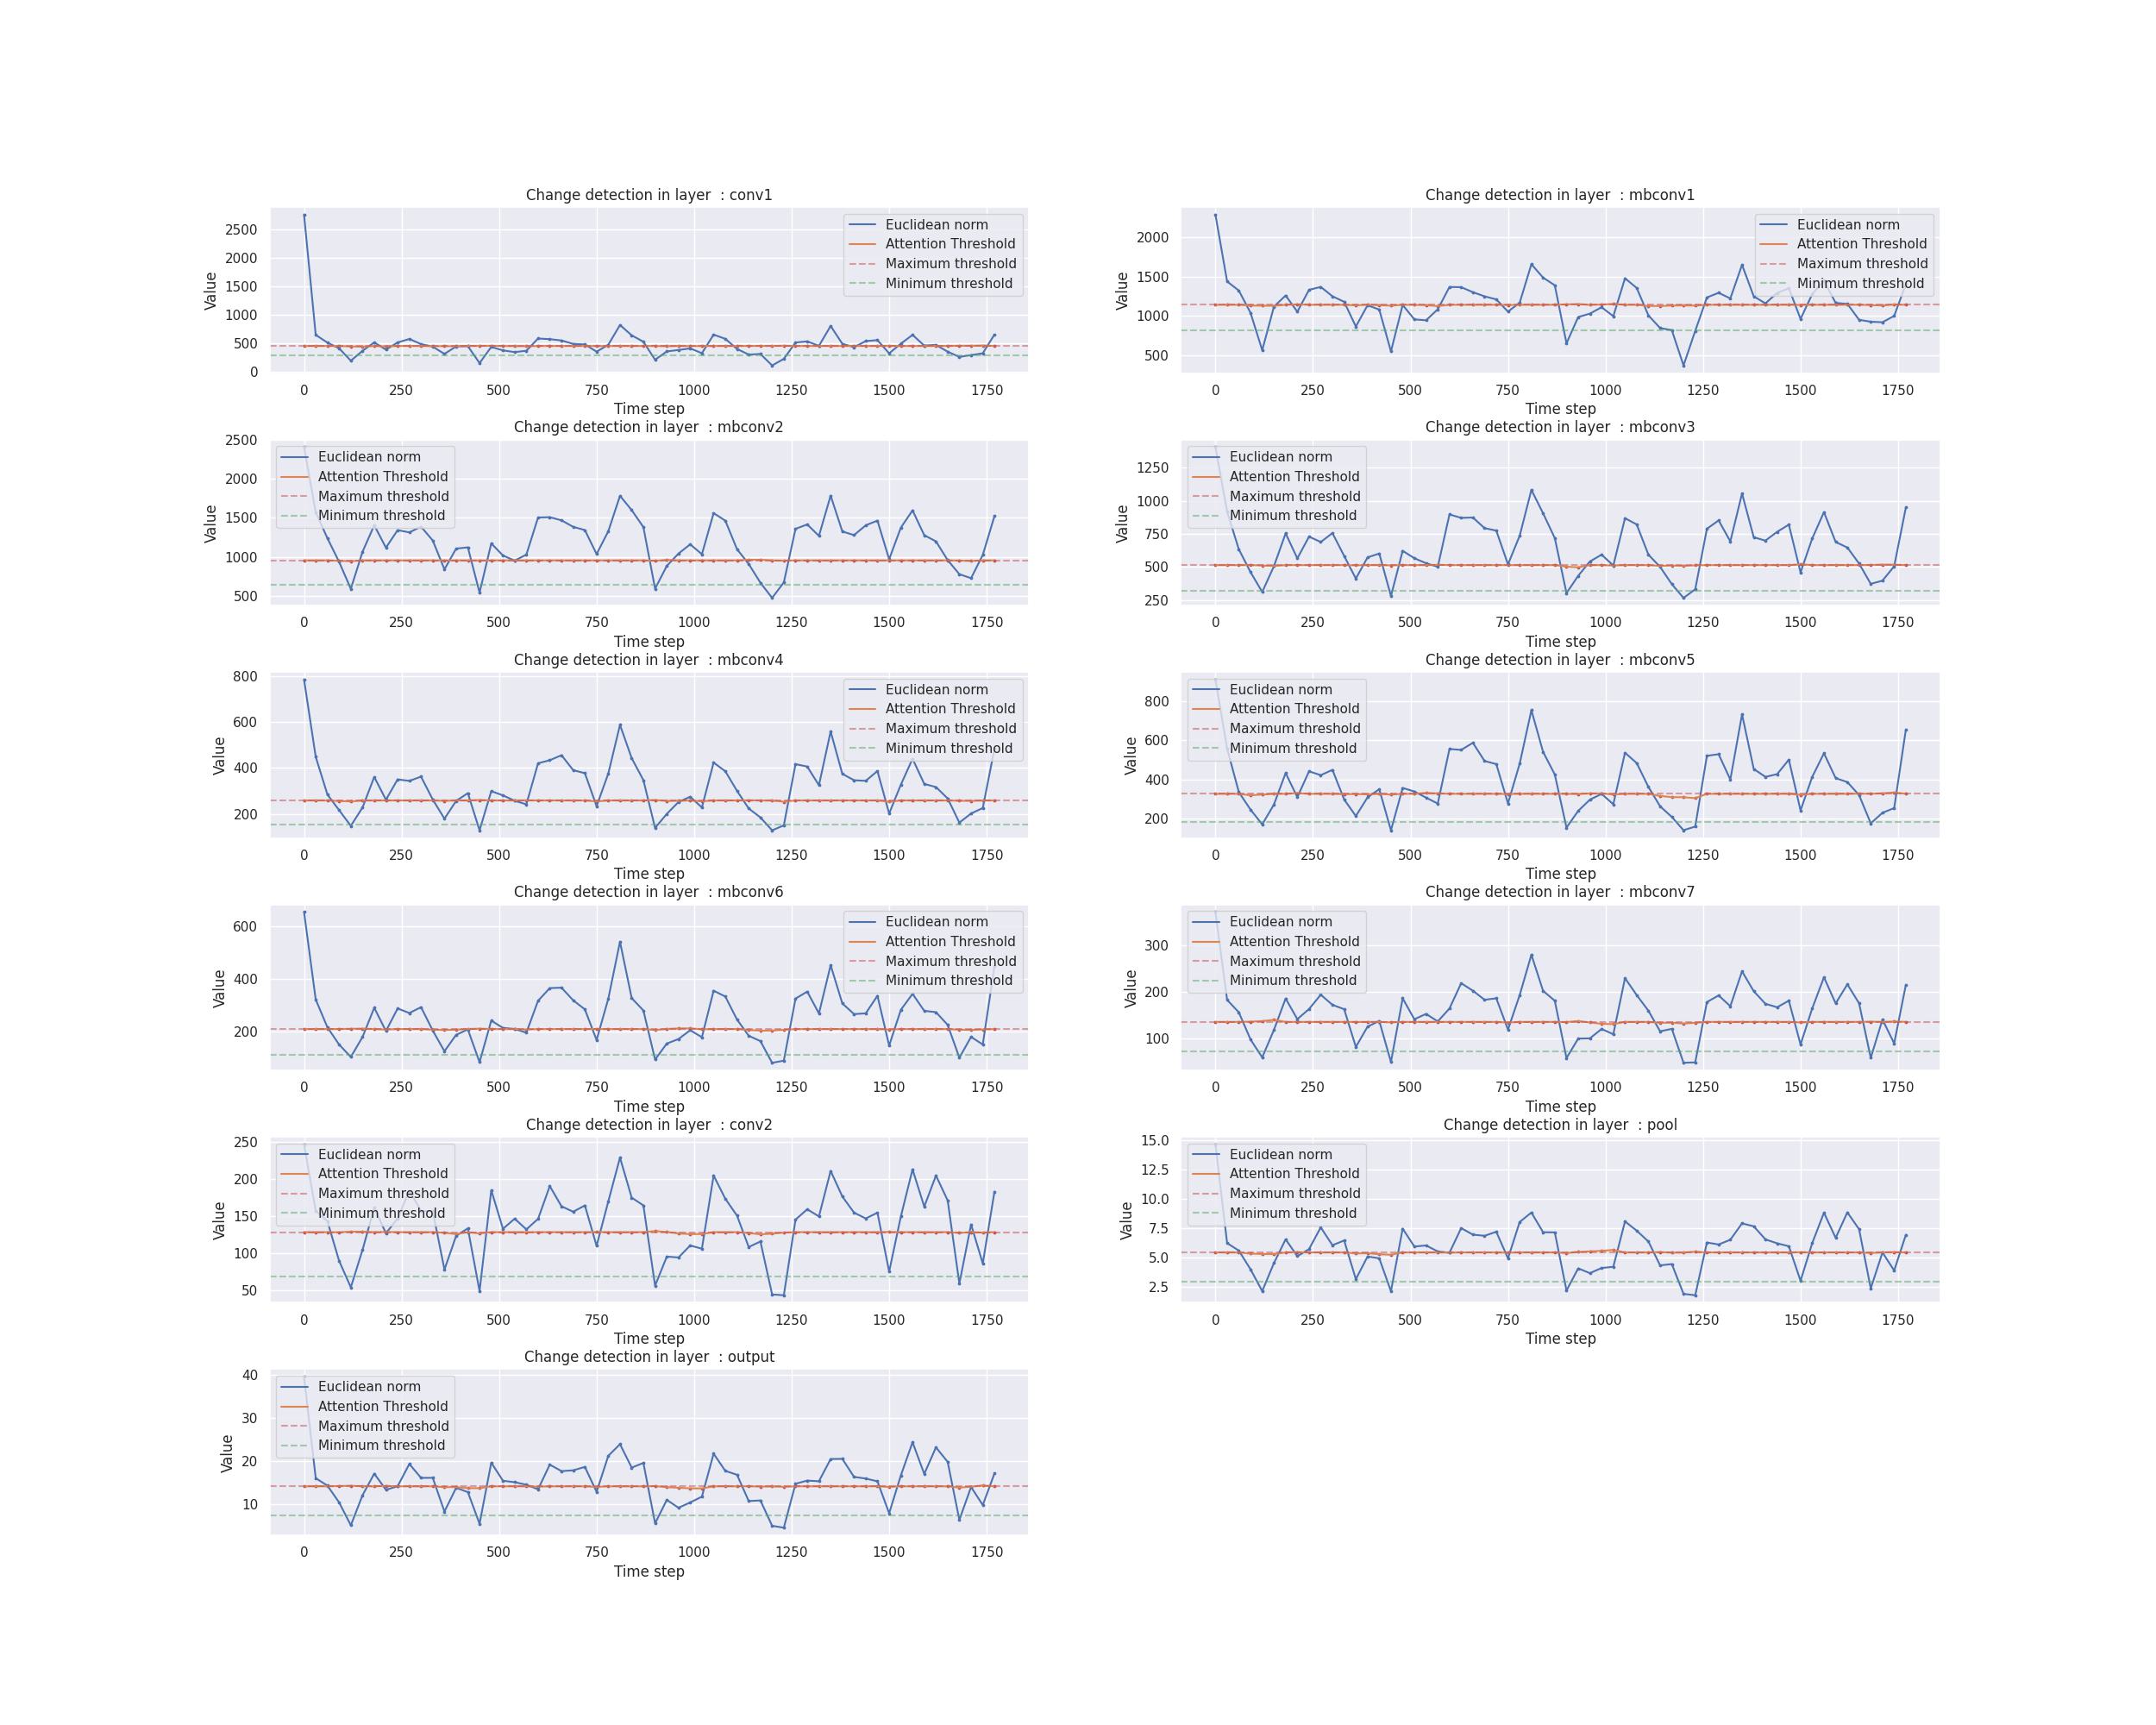 Change detection in layer  : conv1
Value
2500
2000
1500
1000
500
0
Euclidean norm
Attention Threshold
Maximum threshold
Minimum threshold
0 250 500 750 1000 1250 1500 1750
Time step
Change detection in layer  : mbconv1
Value
2000
1500
1000
500
Euclidean norm
Attention Threshold
Maximum threshold
Minimum threshold
0 250 500 750 1000 1250 1500 1750
Time step
Change detection in layer  : mbconv2
Value
2500
2000
1500
1000
500
Euclidean norm
Attention Threshold
Maximum threshold
Minimum threshold
0 250 500 750 1000 1250 1500 1750
Time step
Change detection in layer  : mbconv3
Value
1250
1000
750
500
250
Euclidean norm
Attention Threshold
Maximum threshold
Minimum threshold
0 250 500 750 1000 1250 1500 1750
Time step
Change detection in layer  : mbconv4
Value
800
600
400
200
Euclidean norm
Attention Threshold
Maximum threshold
Minimum threshold
0 250 500 750 1000 1250 1500 1750
Time step
Change detection in layer  : mbconv5
Value
800
600
400
200
Euclidean norm
Attention Threshold
Maximum threshold
Minimum threshold
0 250 500 750 1000 1250 1500 1750
Time step
Change detection in layer  : mbconv6
Value
600
400
200
Euclidean norm
Attention Threshold
Maximum threshold
Minimum threshold
0 250 500 750 1000 1250 1500 1750
Time step
Change detection in layer  : mbconv7
Value
300
200
100
Euclidean norm
Attention Threshold
Maximum threshold
Minimum threshold
0 250 500 750 1000 1250 1500 1750
Time step
Change detection in layer  : conv2
Value
250
200
150
100
50
Euclidean norm
Attention Threshold
Maximum threshold
Minimum threshold
0 250 500 750 1000 1250 1500 1750
Time step
Change detection in layer  : pool
Value
15.0
12.5
10.0
7.5
5.0
2.5
Euclidean norm
Attention Threshold
Maximum threshold
Minimum threshold
0 250 500 750 1000 1250 1500 1750
Time step
Change detection in layer  : output
Value
40
30
20
10
Euclidean norm
Attention Threshold
Maximum threshold
Minimum threshold
0 250 500 750 1000 1250 1500 1750
Time step